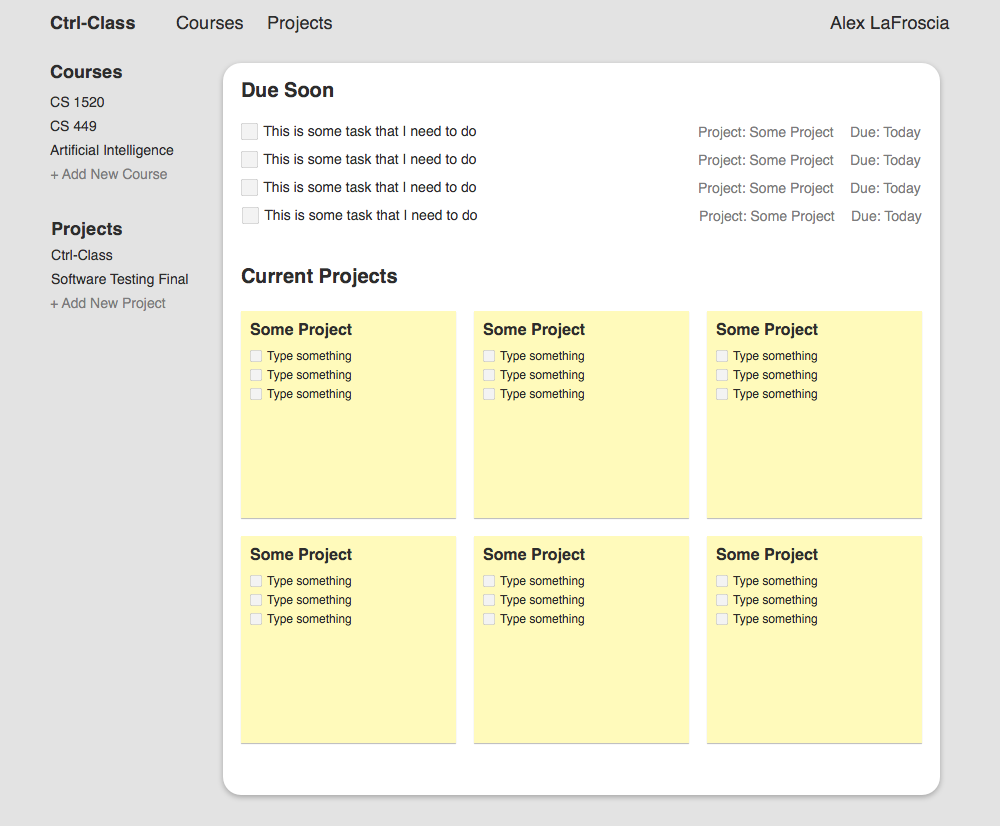 Ctrl-Class Courses Projects Alex LaFroscia
Courses
CS 1520
CS 449
Artificial Intelligence
+ Add New Course
Projects
Ctrl-Class
Software Testing Final
+ Add New Project
Due Soon
This is some task that I need to do Project: Some Project Due: Today
This is some task that I need to do Project: Some Project Due: Today
This is some task that I need to do Project: Some Project Due: Today
This is some task that I need to do Project: Some Project Due: Today
Current Projects
Some Project
Type something
Type something
Type something
Some Project
Type something
Type something
Type something
Some Project
Type something
Type something
Type something
Some Project
Type something
Type something
Type something
Some Project
Type something
Type something
Type something
Some Project
Type something
Type something
Type something